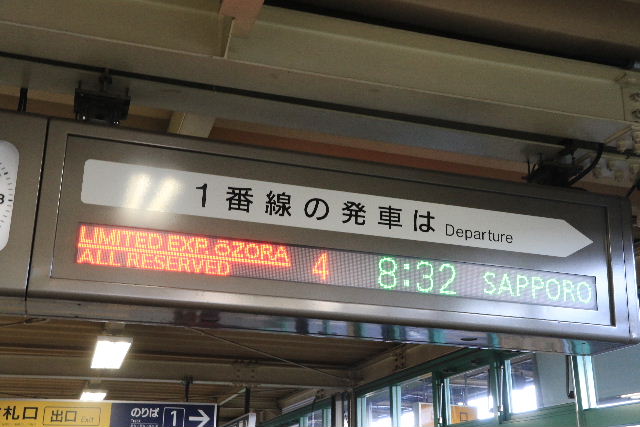 1番線の発車は Departure
LIMITED EXP.OZORA 4 8:32 SAPPORO
ALL RESERVED
札口 出口 Exit
のりば 1 →